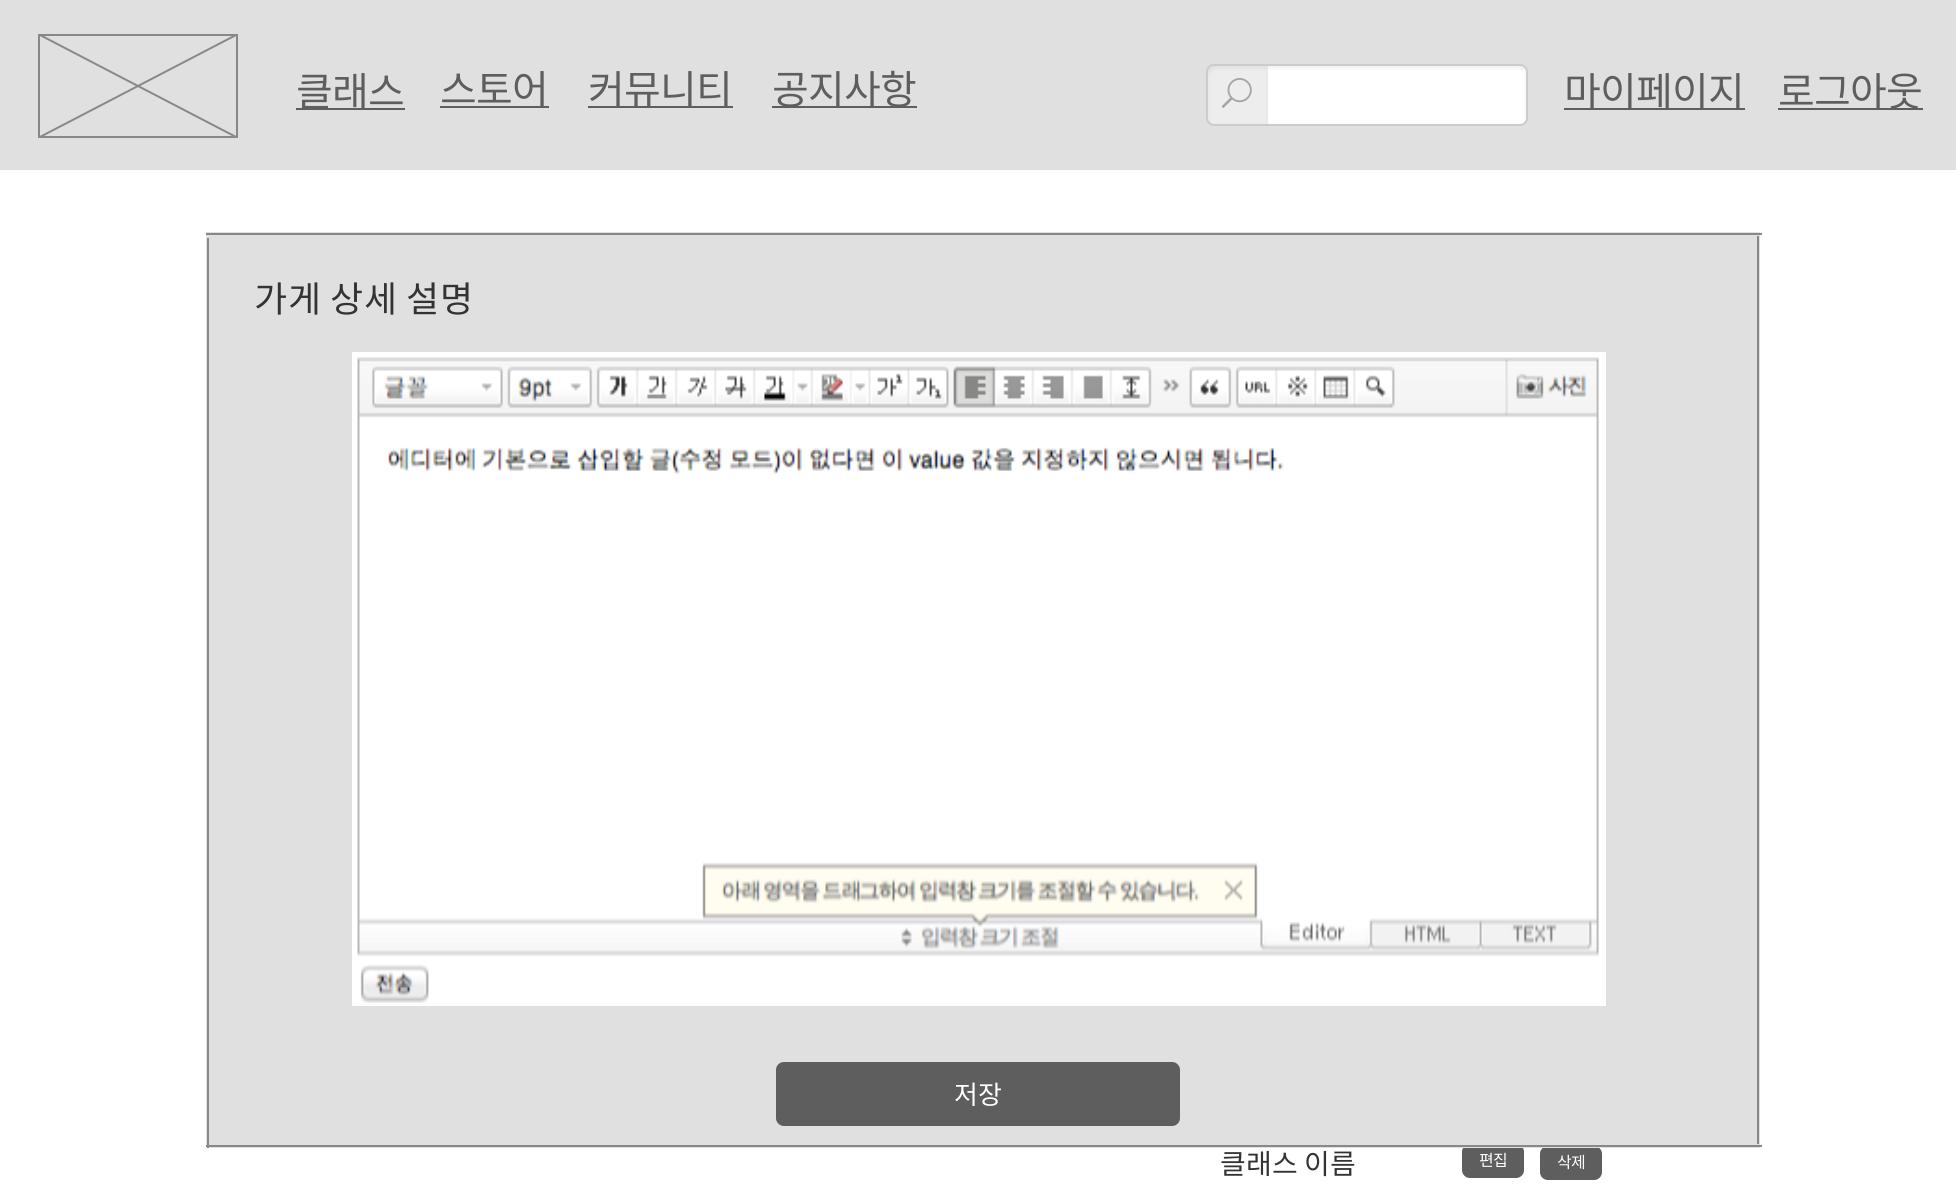 클래스 스토어 커뮤니티 공지사항 마이페이지 로그아웃
가게 상세 설명
글꼴 9pt 가 가 가 가 가 가¹ 가₁ URL ※ 사진
에디터에 기본으로 삽입할 글(수정 모드)이 없다면 이 value 값을 지정하지 않으시면 됩니다.
아래 영역을 드래그하여 입력창 크기를 조절할 수 있습니다.
입력창 크기 조절 Editor HTML TEXT
전송
저장
클래스 이름 편집 삭제